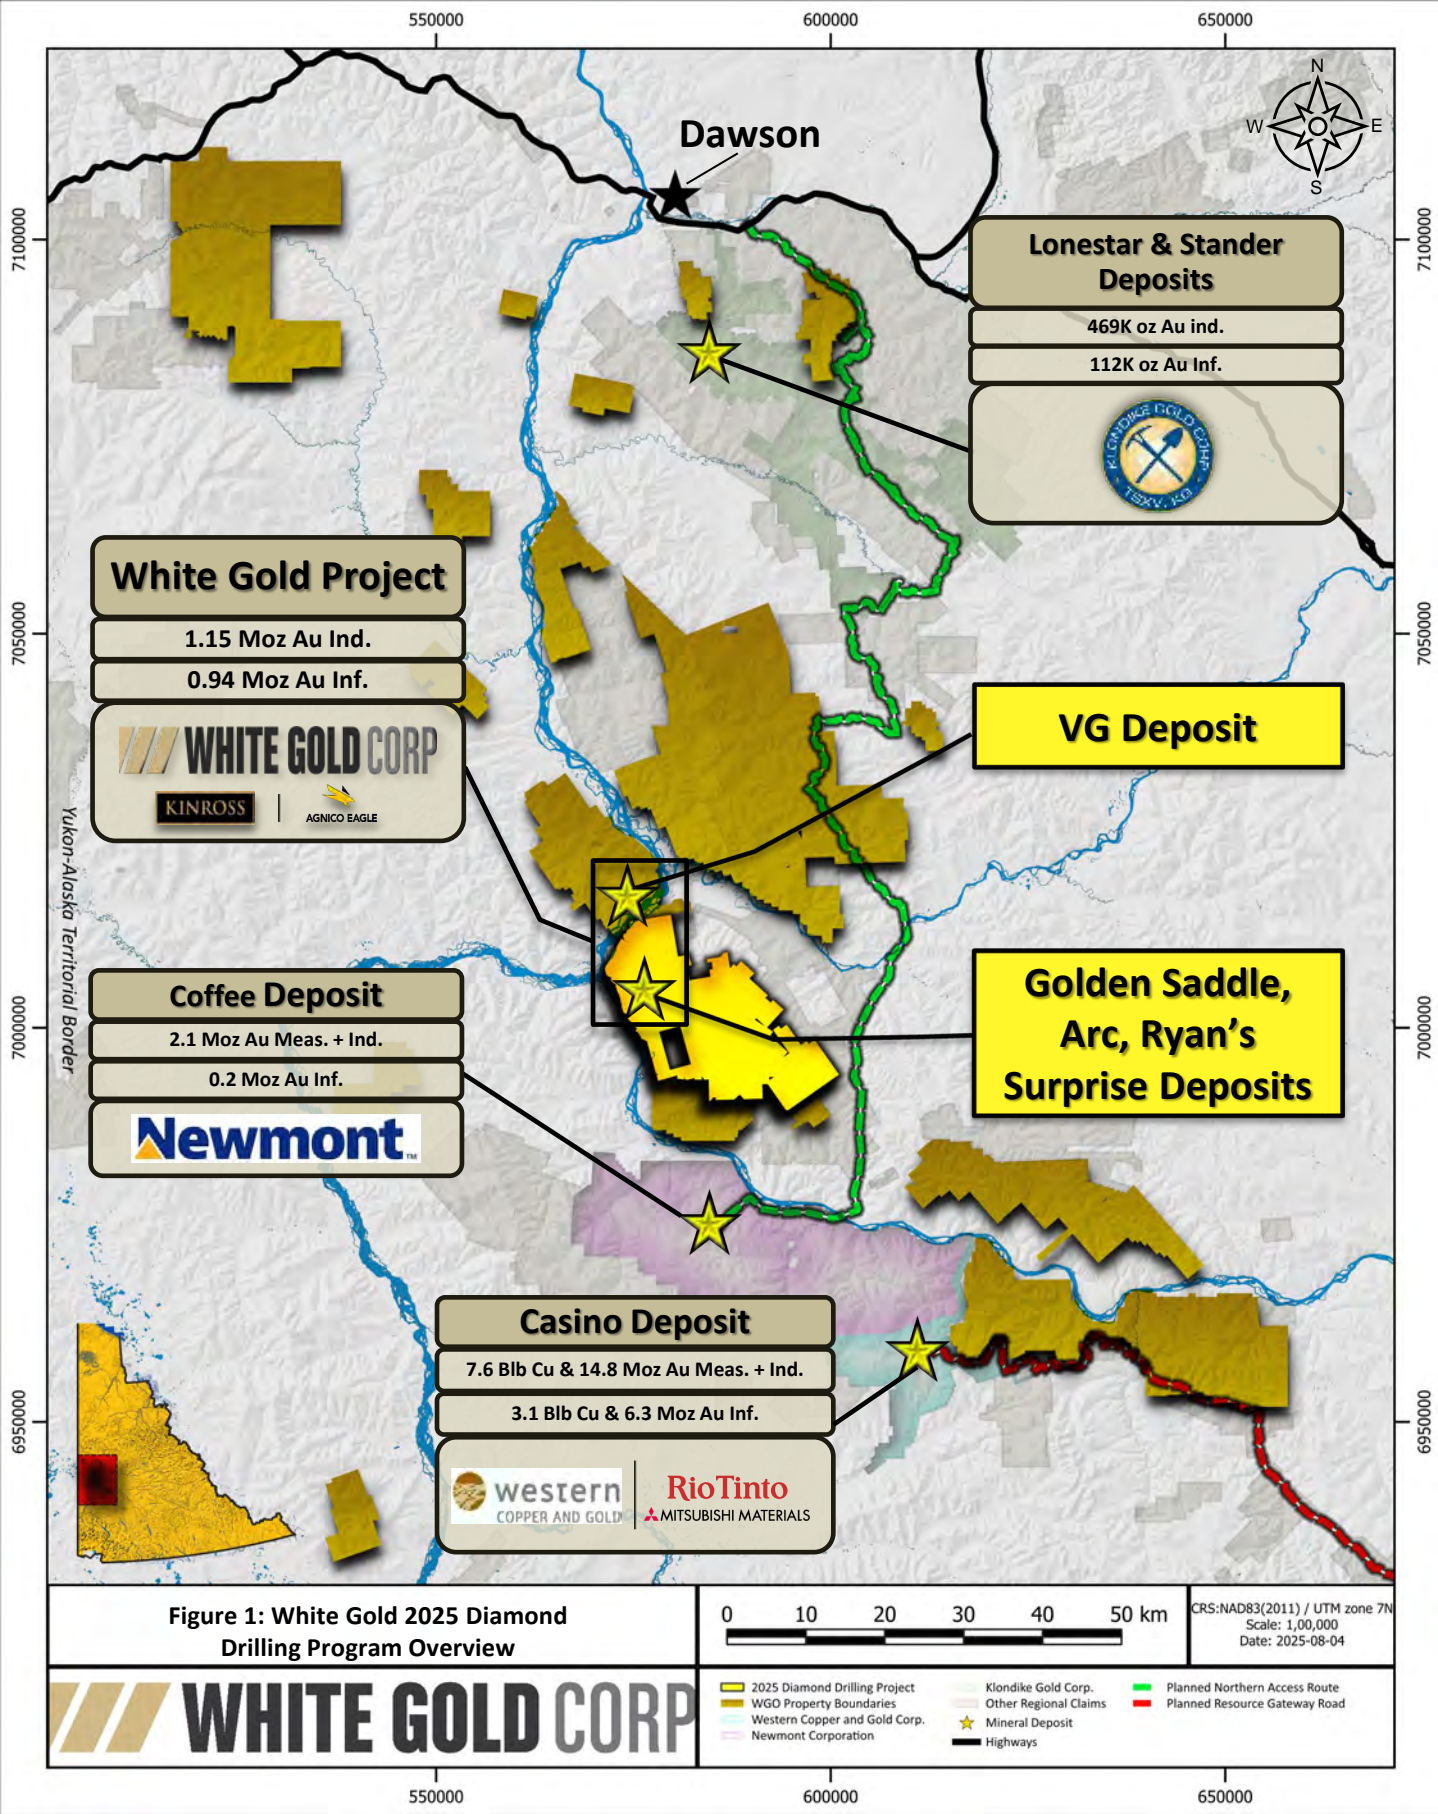 550000
600000
650000
N
W
E
S
Dawson
7100000
7100000
Lonestar & Stander
Deposits
469K oz Au ind.
112K oz Au Inf.
KLONDIKE GOLD CORP
TSXV. KG
White Gold Project
1.15 Moz Au Ind.
0.94 Moz Au Inf.
WHITE GOLD CORP
KINROSS
AGNICO EAGLE
7050000
7050000
VG Deposit
Yukon-Alaska Territorial Border
Coffee Deposit
2.1 Moz Au Meas. + Ind.
0.2 Moz Au Inf.
Newmont™
Golden Saddle,
Arc, Ryan’s
Surprise Deposits
7000000
7000000
Casino Deposit
7.6 Blb Cu & 14.8 Moz Au Meas. + Ind.
3.1 Blb Cu & 6.3 Moz Au Inf.
western
COPPER AND GOLD
RioTinto
MITSUBISHI MATERIALS
6950000
6950000
Figure 1: White Gold 2025 Diamond
Drilling Program Overview
0 10 20 30 40 50 km
CRS:NAD83(2011) / UTM zone 7N
Scale: 1,00,000
Date: 2025-08-04
WHITE GOLD CORP
2025 Diamond Drilling Project
WGO Property Boundaries
Western Copper and Gold Corp.
Newmont Corporation
Klondike Gold Corp.
Other Regional Claims
Mineral Deposit
Highways
Planned Northern Access Route
Planned Resource Gateway Road
550000
600000
650000